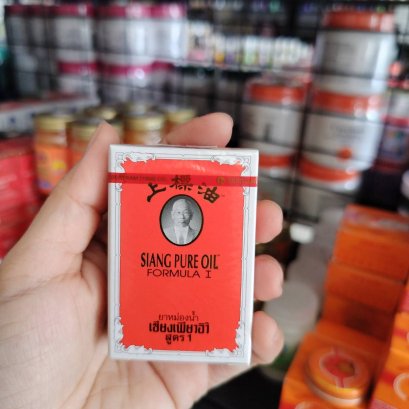 上標油
SIANG PURE OIL
FORMULA I
ยาหม่องน้ำ
เซียงเพียวอิ๊ว
สูตร 1